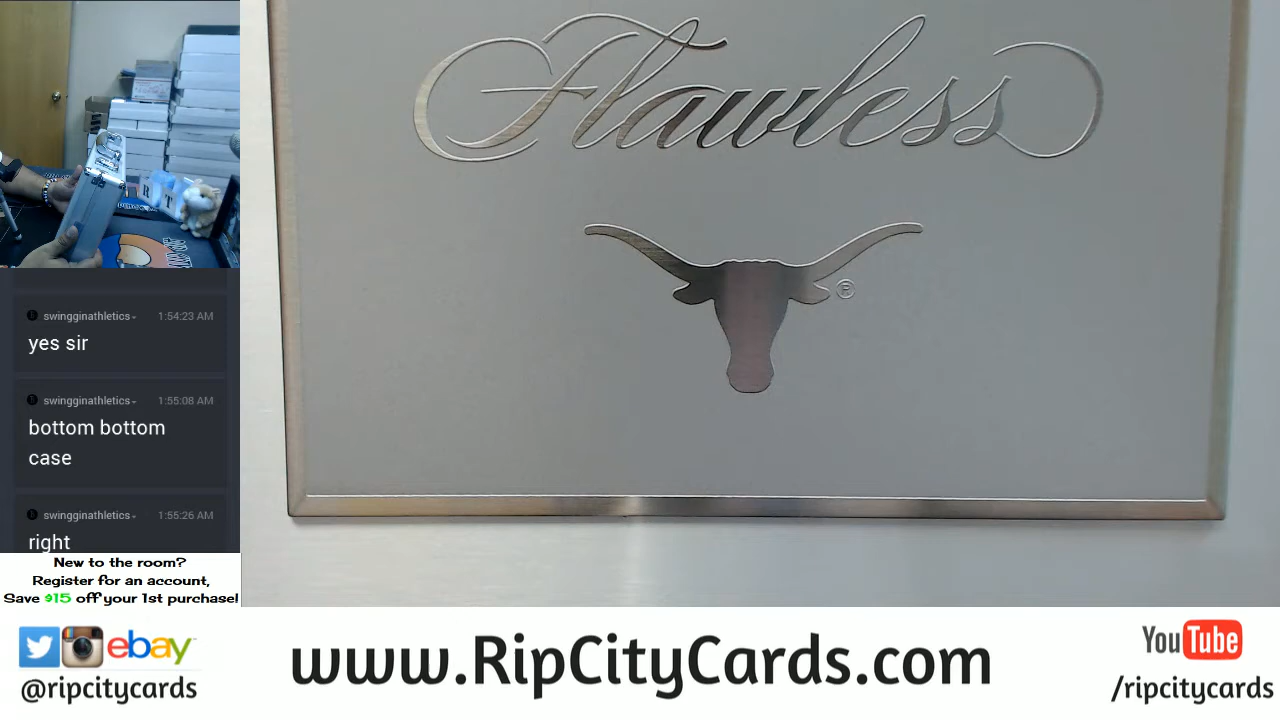 Flawless
®
R T
swingginathletics 1:54:23 AM
yes sir
swingginathletics 1:55:08 AM
bottom bottom
case
swingginathletics 1:55:26 AM
right
New to the room?
Register for an account,
Save $15 off your 1st purchase!
ebay™
@ripcitycards
www.RipCityCards.com
YouTube
/ripcitycards